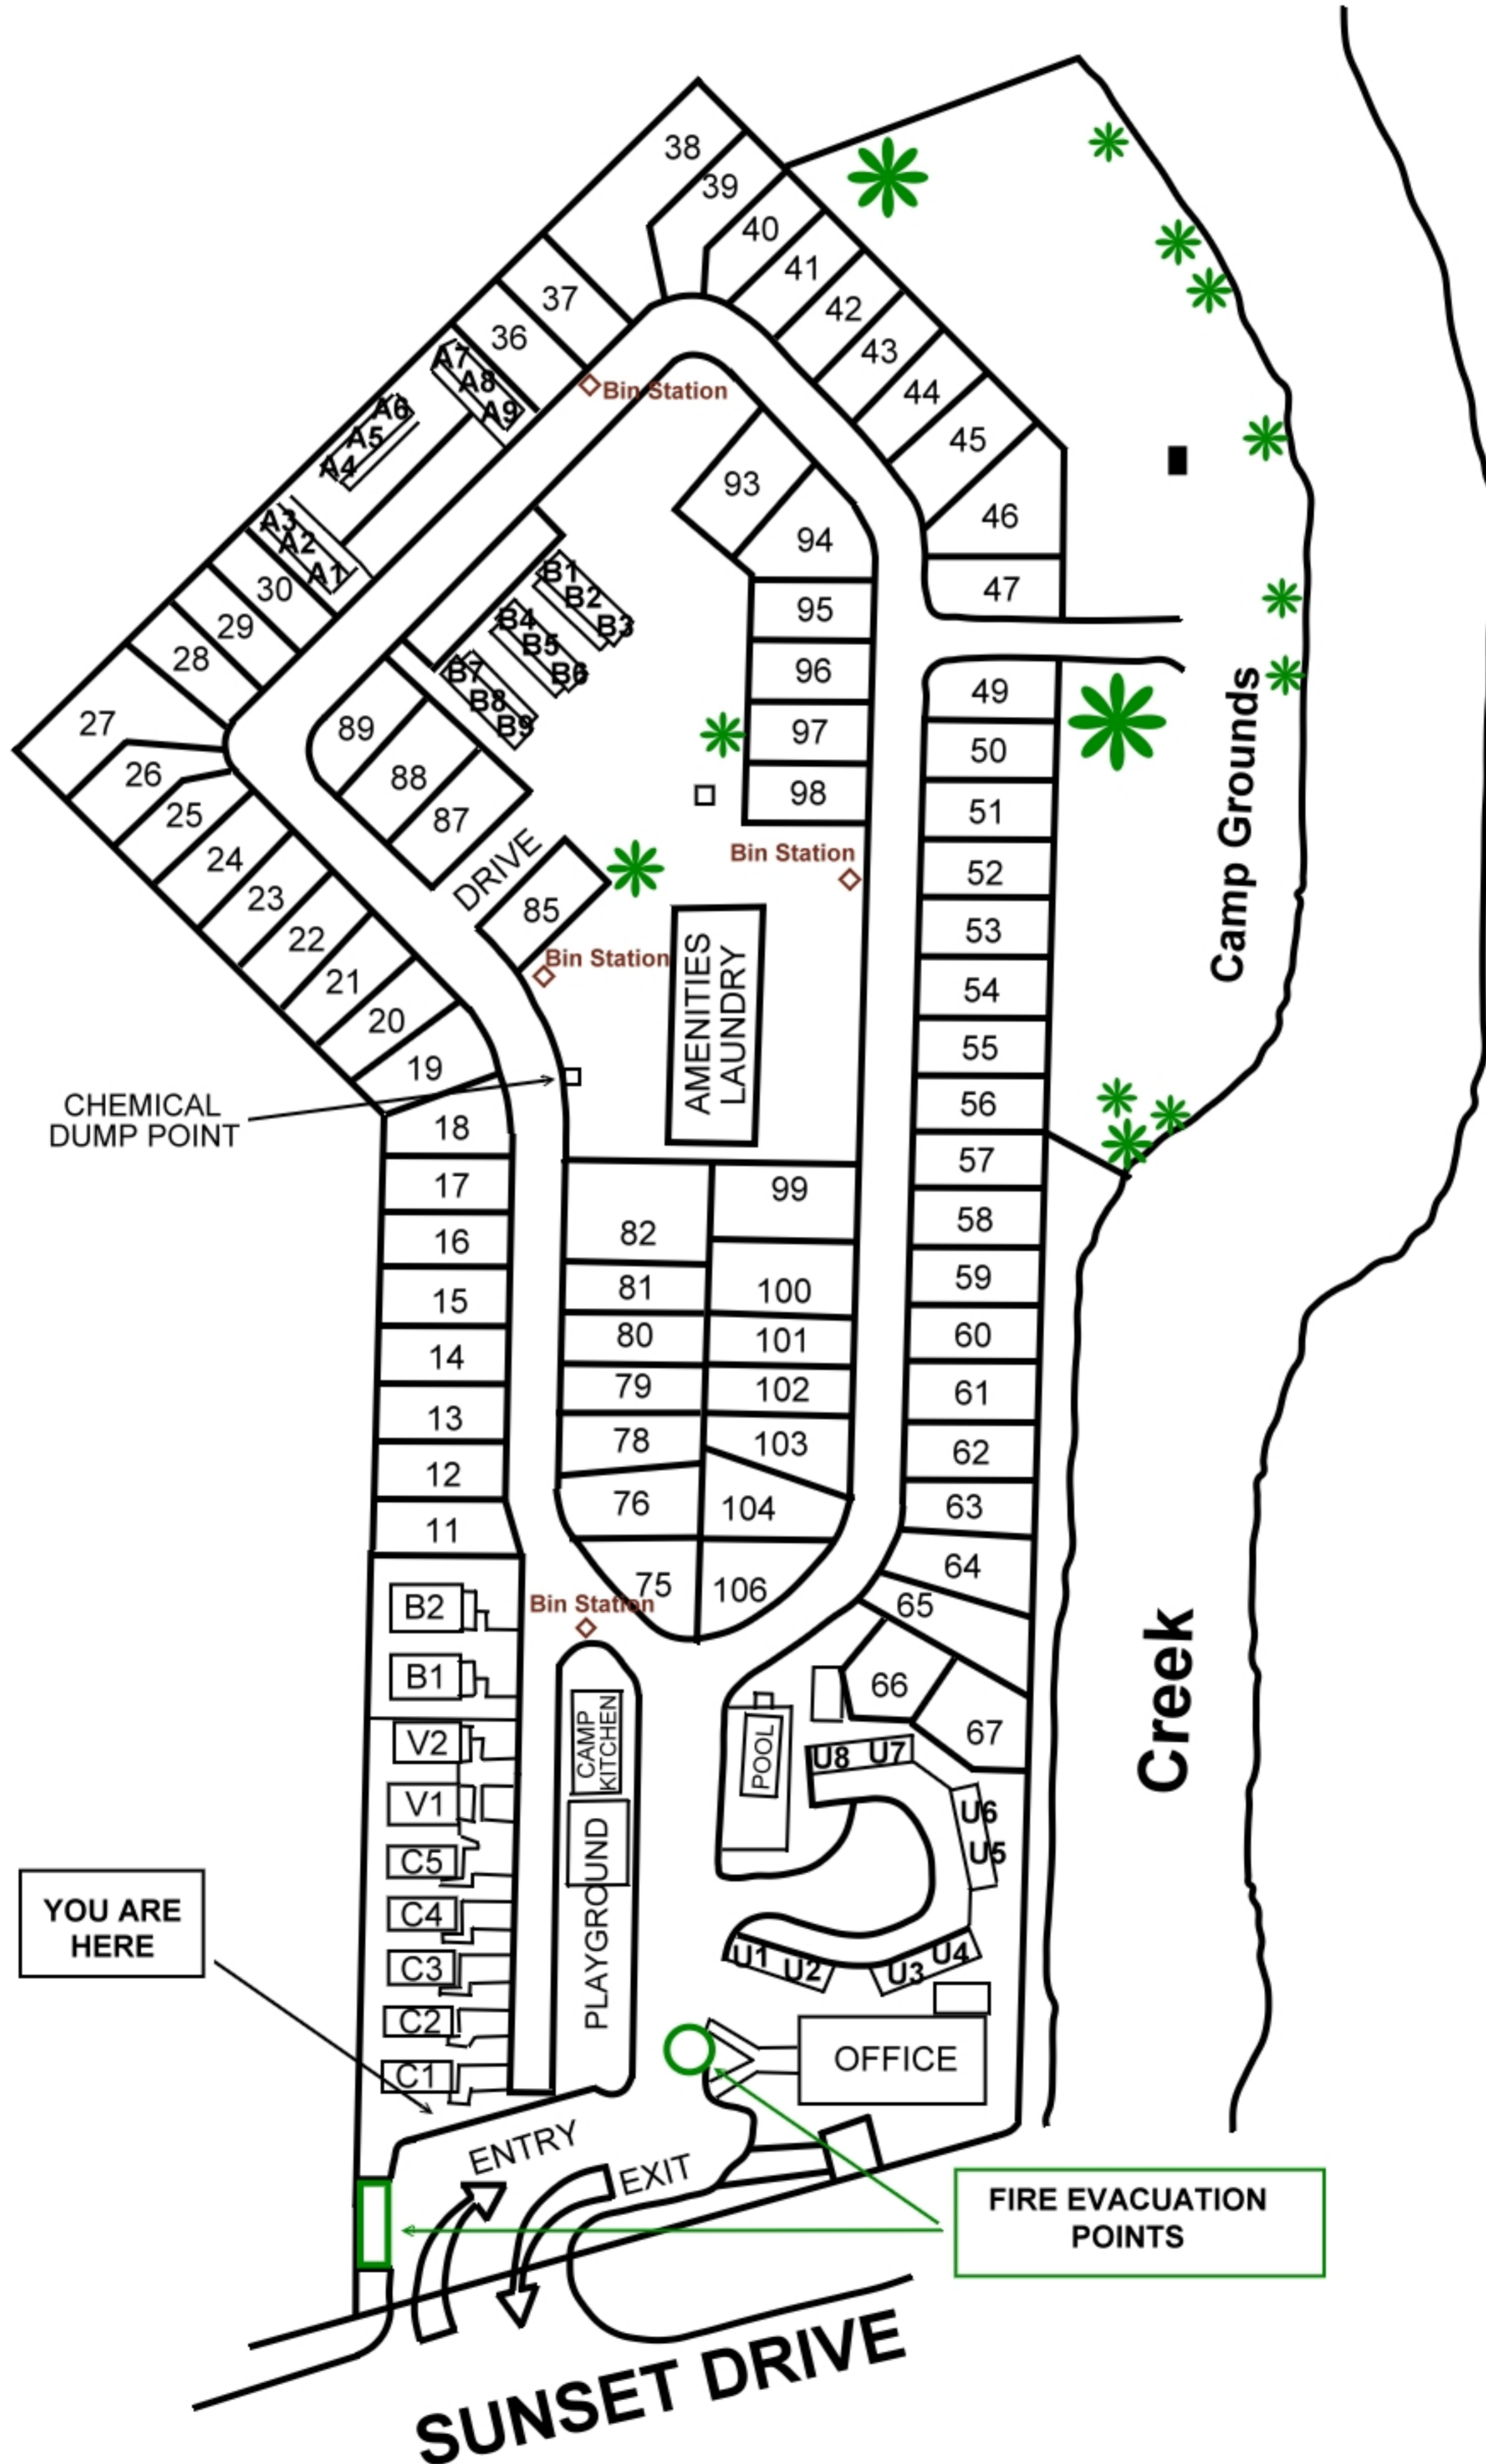 38
39
40
41
42
43
44
45
46
47
37
36
A7
A8
A9
A6
A5
A4
A3
A2
A1
30
29
28
27
26
25
24
23
22
21
20
19
18
17
16
15
14
13
12
11
Bin Station
93
94
95
96
97
98
B1
B2
B3
B4
B5
B6
B7
B8
B9
89
88
87
DRIVE
85
Bin Station
Bin Station
AMENITIES
LAUNDRY
CHEMICAL
DUMP POINT
49
50
51
52
53
54
55
56
57
58
59
60
61
62
63
64
65
66
67
Camp Grounds
Creek
82
81
80
79
78
76
75
99
100
101
102
103
104
106
Bin Station
B2
B1
V2
V1
C5
C4
C3
C2
C1
CAMP
KITCHEN
PLAYGROUND
POOL
U8 U7
U6
U5
U4
U3
U2
U1
OFFICE
YOU ARE
HERE
ENTRY
EXIT
FIRE EVACUATION
POINTS
SUNSET DRIVE